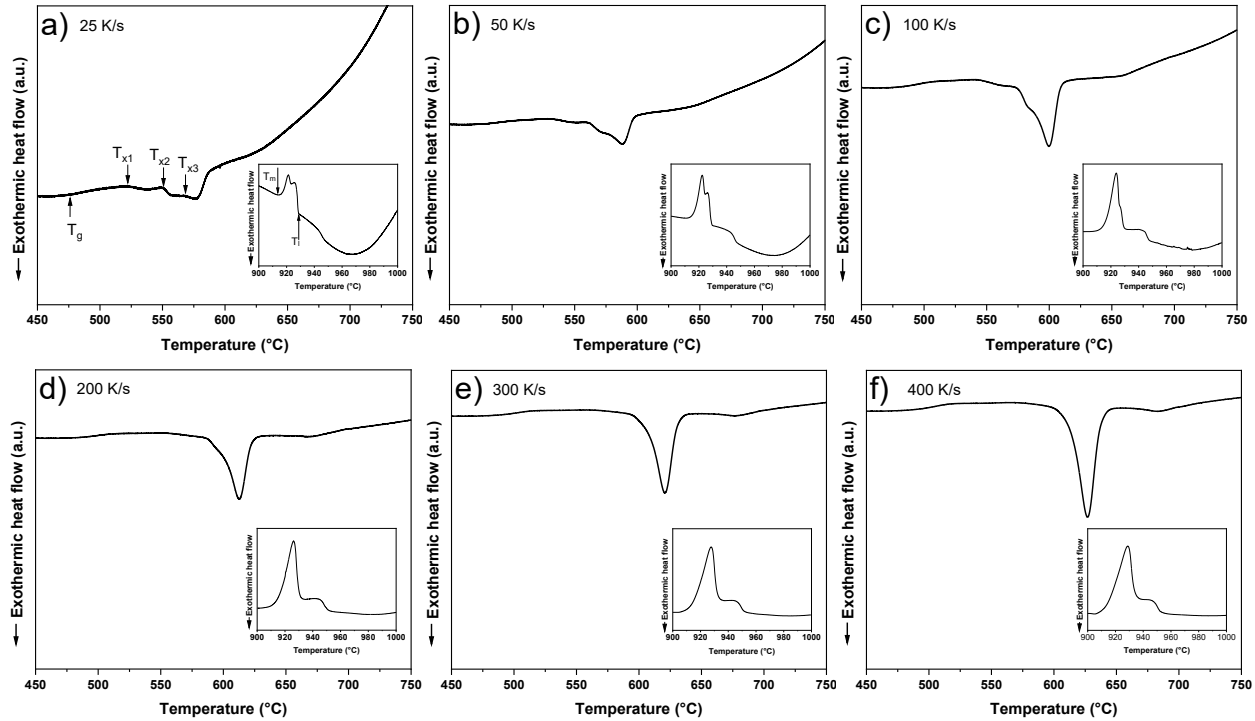 a) 25 K/s
← Exothermic heat flow (a.u.)
Tg
Tx1
Tx2
Tx3
← Exothermic heat flow
Tm
Tl
900 920 940 960 980 1000
Temperature (°C)
450 500 550 600 650 700 750
Temperature (°C)
b) 50 K/s
← Exothermic heat flow (a.u.)
← Exothermic heat flow
900 920 940 960 980 1000
Temperature (°C)
450 500 550 600 650 700 750
Temperature (°C)
c) 100 K/s
← Exothermic heat flow (a.u.)
← Exothermic heat flow
900 920 940 960 980 1000
Temperature (°C)
450 500 550 600 650 700 750
Temperature (°C)
d) 200 K/s
← Exothermic heat flow (a.u.)
← Exothermic heat flow
900 920 940 960 980 1000
Temperature (°C)
450 500 550 600 650 700 750
Temperature (°C)
e) 300 K/s
← Exothermic heat flow (a.u.)
← Exothermic heat flow
900 920 940 960 980 1000
Temperature (°C)
450 500 550 600 650 700 750
Temperature (°C)
f) 400 K/s
← Exothermic heat flow (a.u.)
← Exothermic heat flow
900 920 940 960 980 1000
Temperature (°C)
450 500 550 600 650 700 750
Temperature (°C)